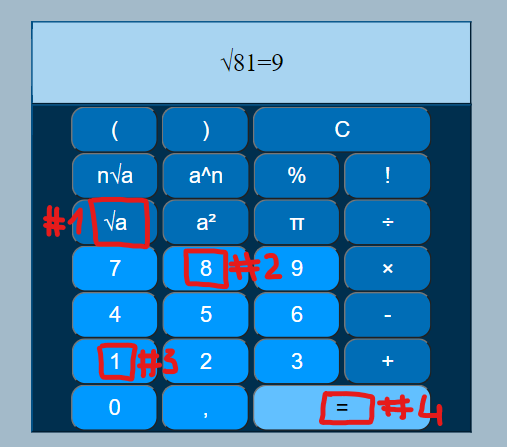 √81=9
( ) C
n√a a^n % !
#1 √a a² π ÷
7 8 #2 9 ×
4 5 6 -
1 #3 2 3 +
0 , = #4